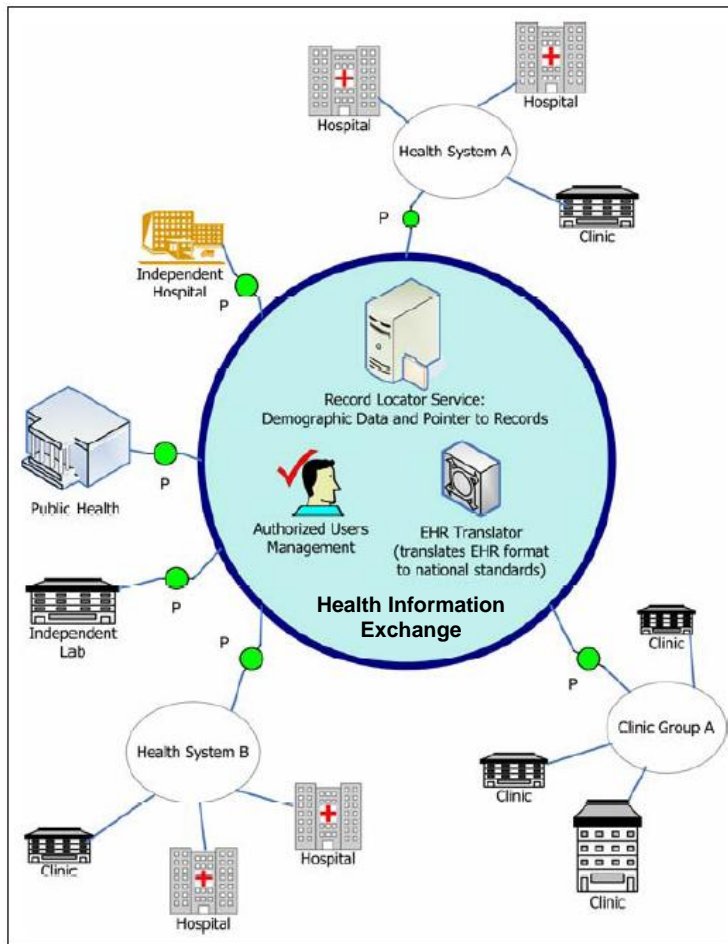 Hospital
Hospital
Health System A
Clinic
P
Independent
Hospital
P
Record Locator Service:
Demographic Data and Pointer to Records
Public Health
P
Authorized Users
Management
EHR Translator
(translates EHR format
to national standards)
Independent
Lab
P
Health Information
Exchange
P
Clinic
P
Clinic Group A
Health System B
Clinic
Clinic
Hospital
Hospital
Clinic